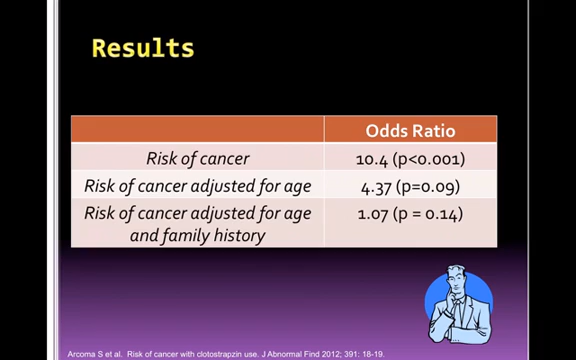 Results
Odds Ratio
Risk of cancer 10.4 (p<0.001)
Risk of cancer adjusted for age 4.37 (p=0.09)
Risk of cancer adjusted for age 1.07 (p = 0.14)
and family history
Arcoma S et al. Risk of cancer with clotostrapzin use. J Abnormal Find 2012; 391: 18-19.